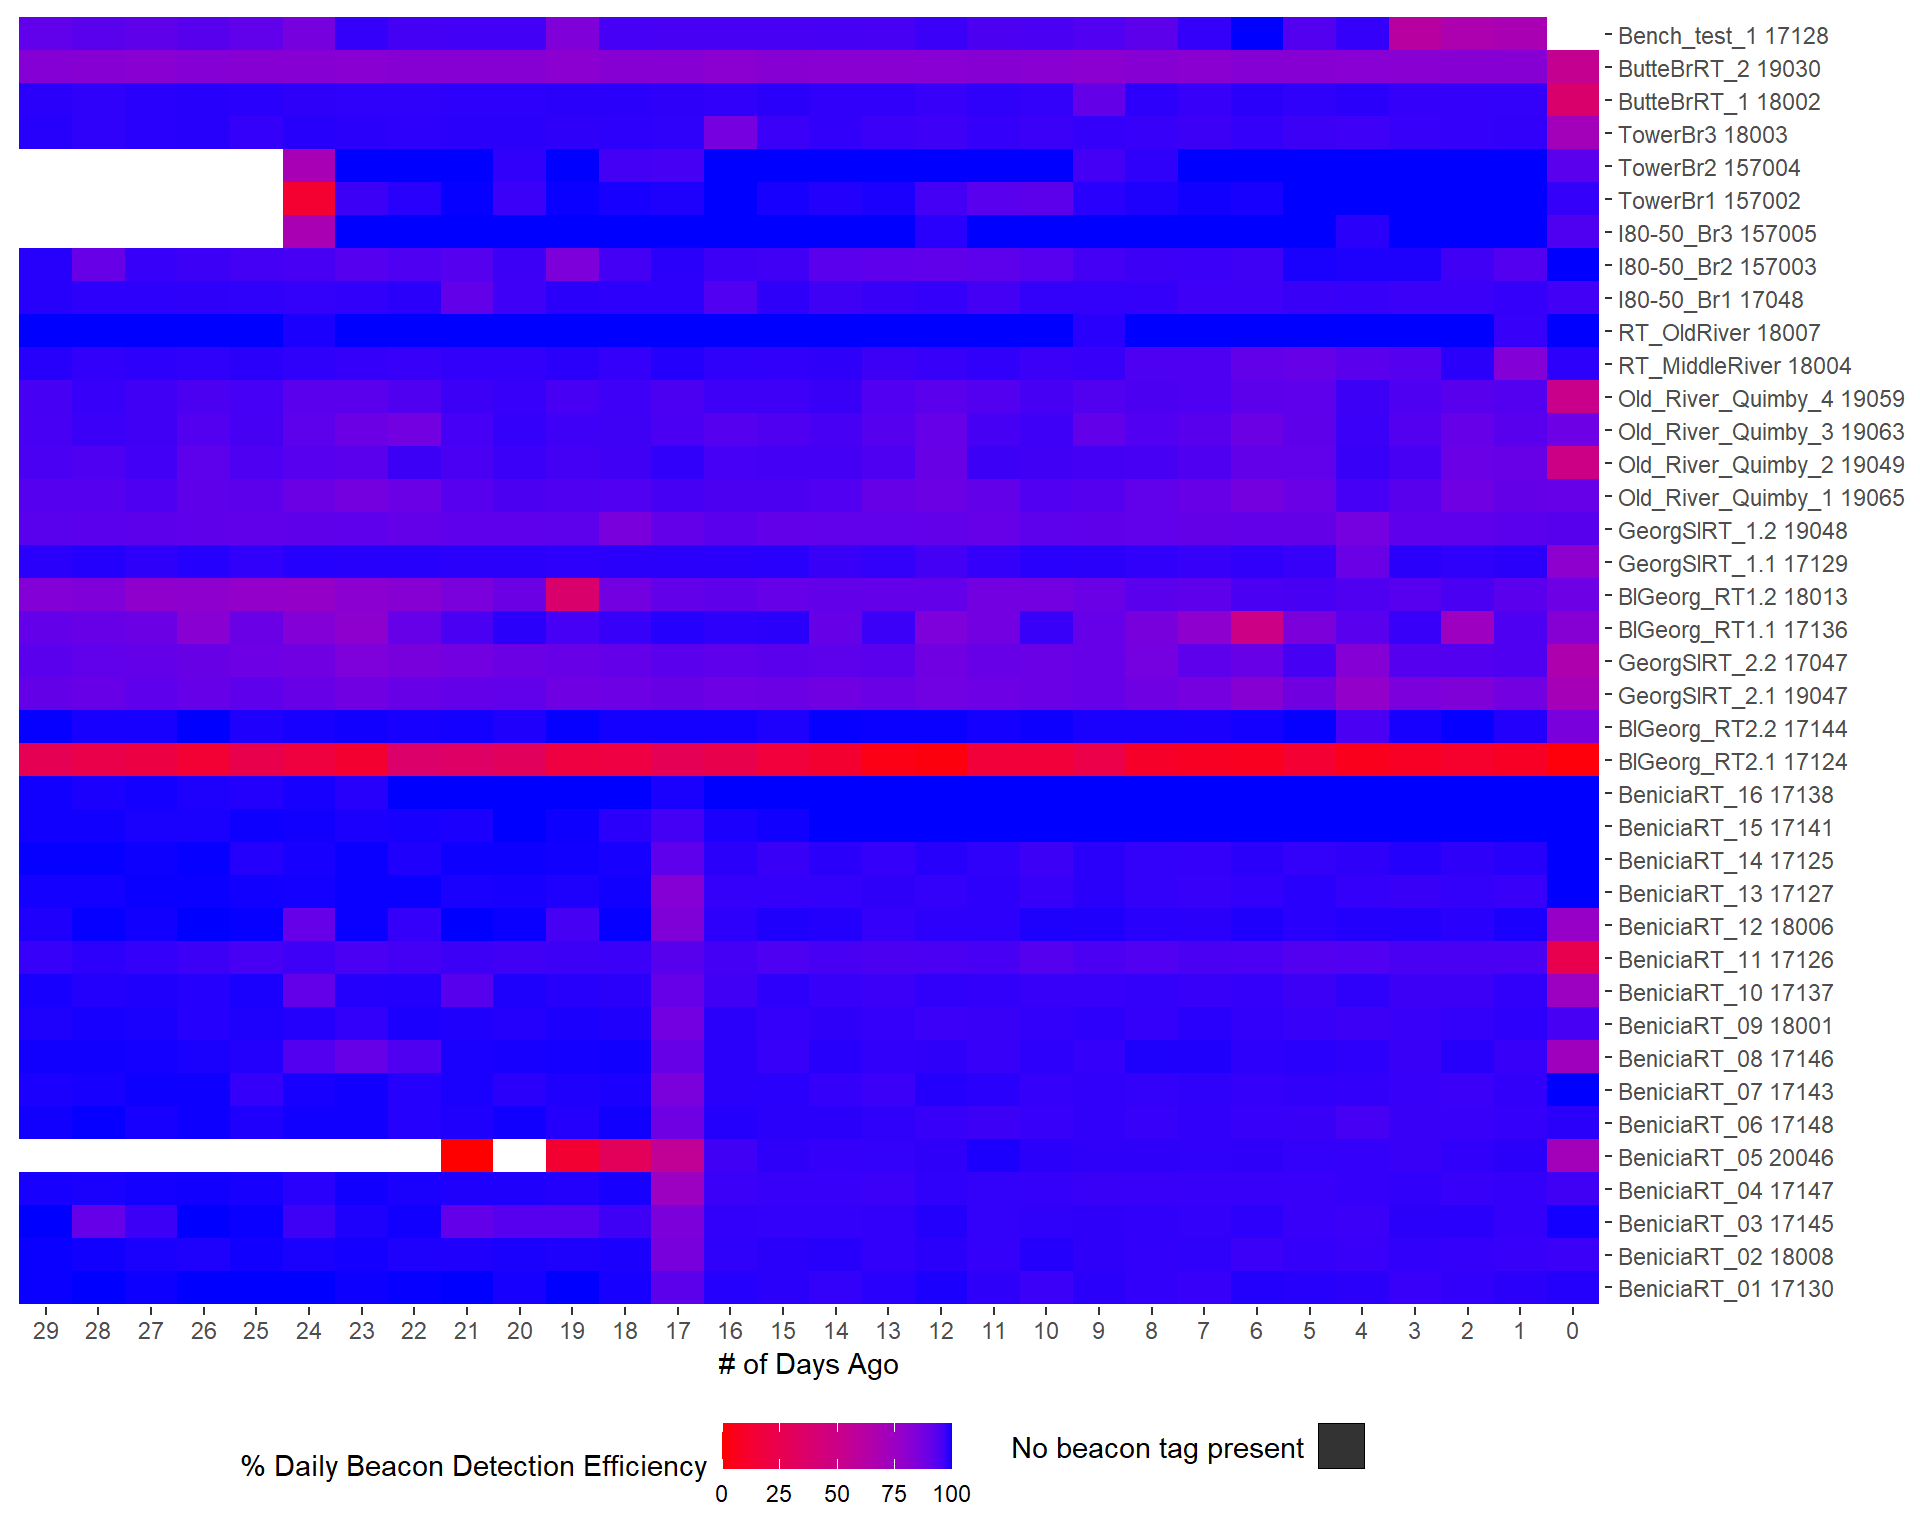 Bench_test_1 17128
ButteBrRT_2 19030
ButteBrRT_1 18002
TowerBr3 18003
TowerBr2 157004
TowerBr1 157002
I80-50_Br3 157005
I80-50_Br2 157003
I80-50_Br1 17048
RT_OldRiver 18007
RT_MiddleRiver 18004
Old_River_Quimby_4 19059
Old_River_Quimby_3 19063
Old_River_Quimby_2 19049
Old_River_Quimby_1 19065
GeorgSlRT_1.2 19048
GeorgSlRT_1.1 17129
BlGeorg_RT1.2 18013
BlGeorg_RT1.1 17136
GeorgSlRT_2.2 17047
GeorgSlRT_2.1 19047
BlGeorg_RT2.2 17144
BlGeorg_RT2.1 17124
BeniciaRT_16 17138
BeniciaRT_15 17141
BeniciaRT_14 17125
BeniciaRT_13 17127
BeniciaRT_12 18006
BeniciaRT_11 17126
BeniciaRT_10 17137
BeniciaRT_09 18001
BeniciaRT_08 17146
BeniciaRT_07 17143
BeniciaRT_06 17148
BeniciaRT_05 20046
BeniciaRT_04 17147
BeniciaRT_03 17145
BeniciaRT_02 18008
BeniciaRT_01 17130
29 28 27 26 25 24 23 22 21 20 19 18 17 16 15 14 13 12 11 10 9 8 7 6 5 4 3 2 1 0
# of Days Ago
% Daily Beacon Detection Efficiency
0 25 50 75 100
No beacon tag present